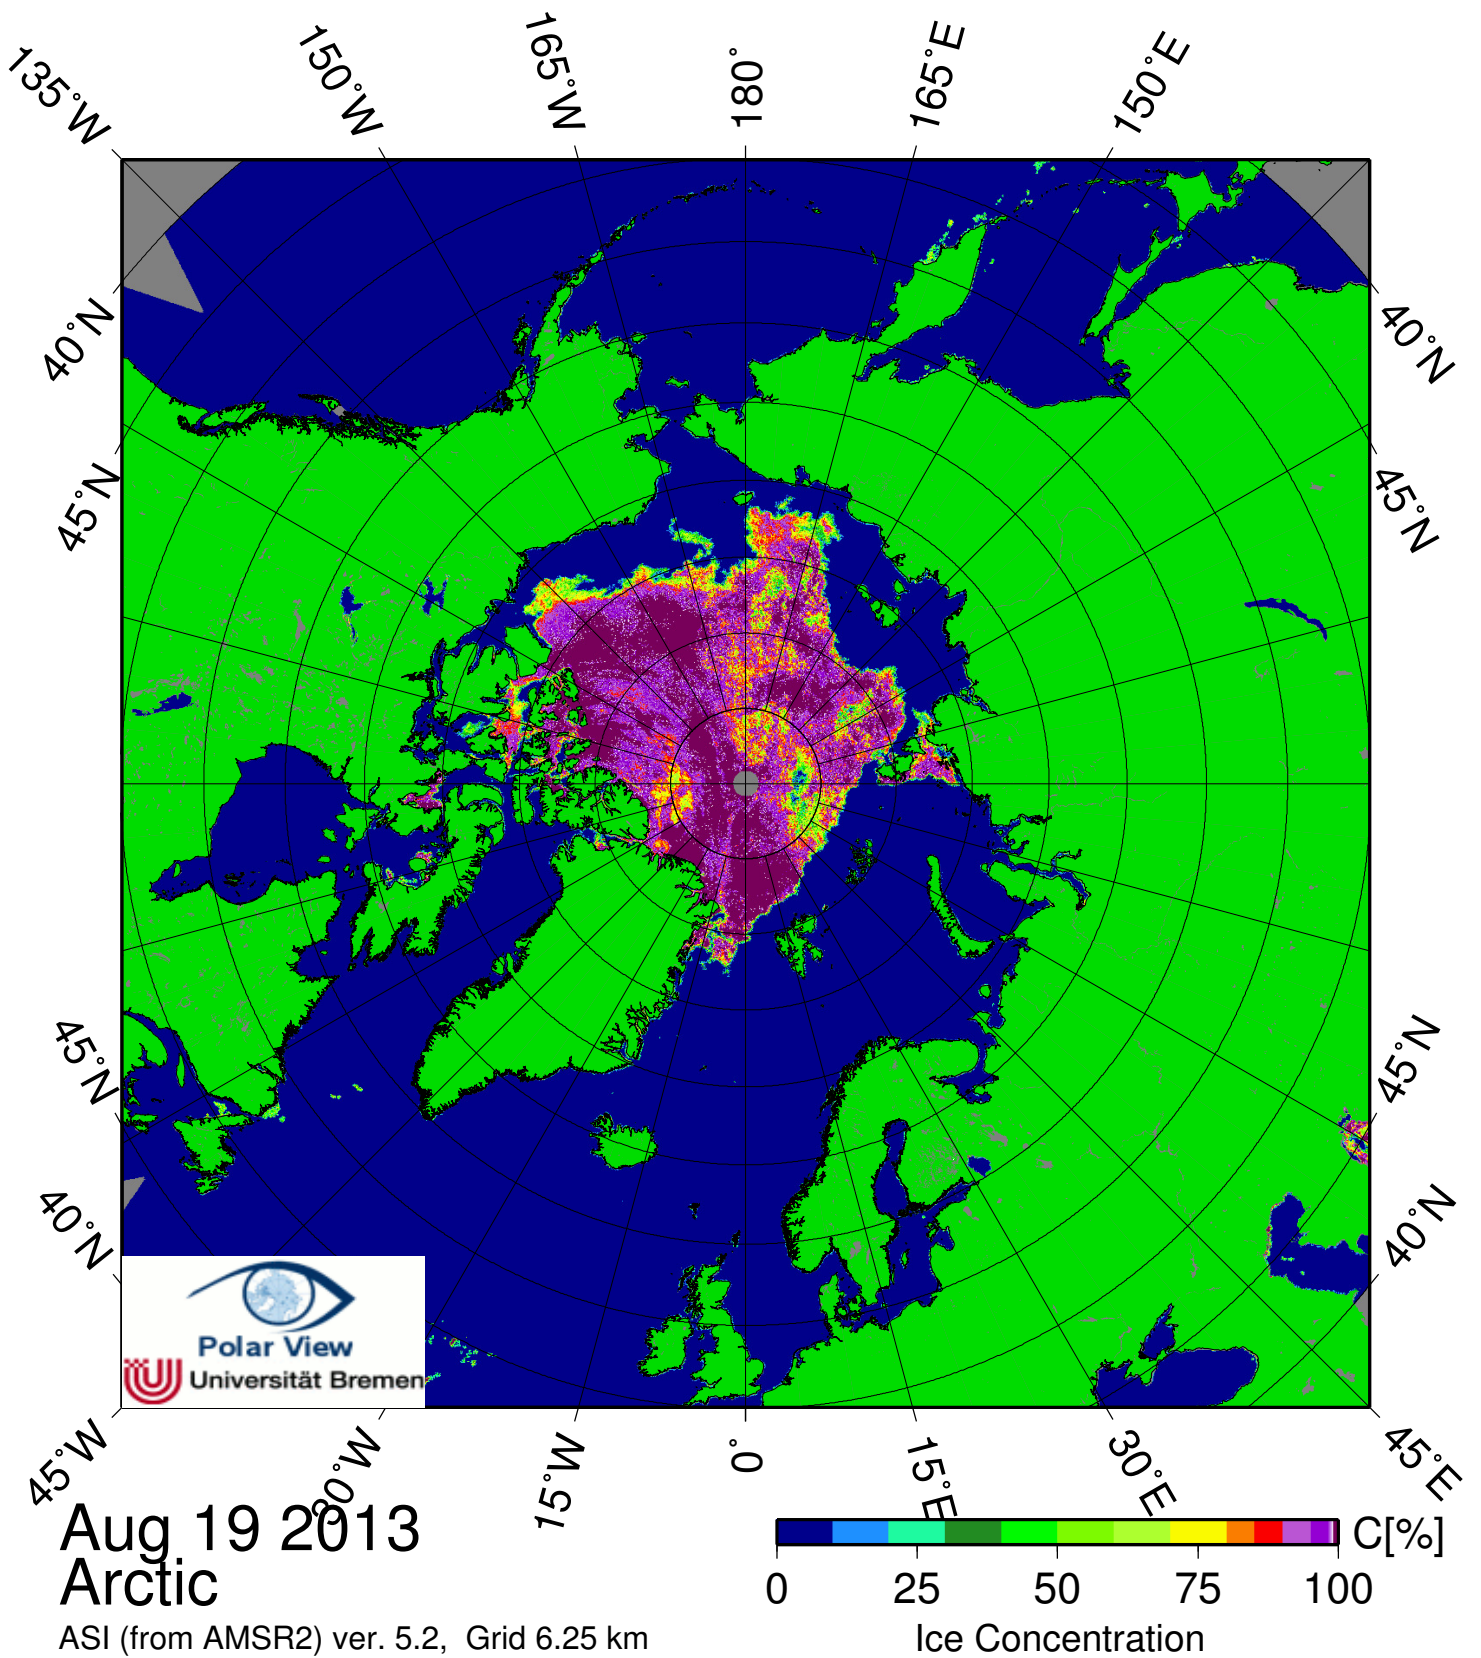 135°W
150°W
165°W
180°
165°E
150°E
40°N
40°N
45°N
45°N
45°N
45°N
40°N
40°N
Polar View
Universität Bremen
45°W
30°W
15°W
0°
15°E
30°E
45°E
Aug 19 2013
Arctic
ASI (from AMSR2) ver. 5.2, Grid 6.25 km
C[%]
0 25 50 75 100
Ice Concentration